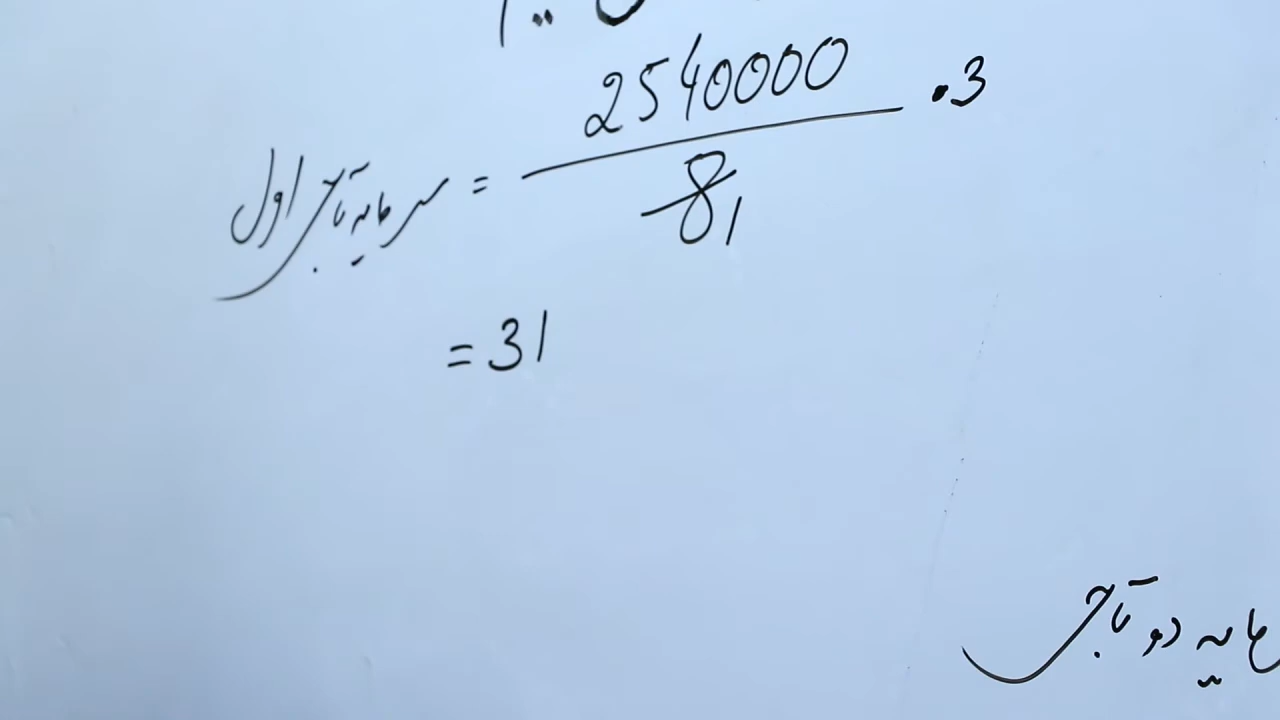 سرمایه تاجر اول = 2540000 / 81 . 3
= 31
مایه دو تاجر